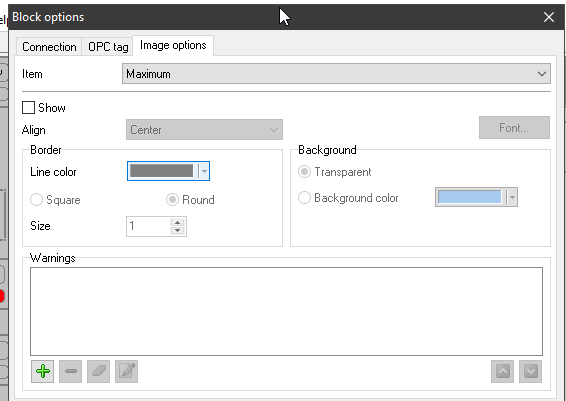 Block options
Connection
OPC tag
Image options
Item
Maximum
Show
Align
Center
Font...
Border
Line color
Square
Round
Size
1
Background
Transparent
Background color
Warnings